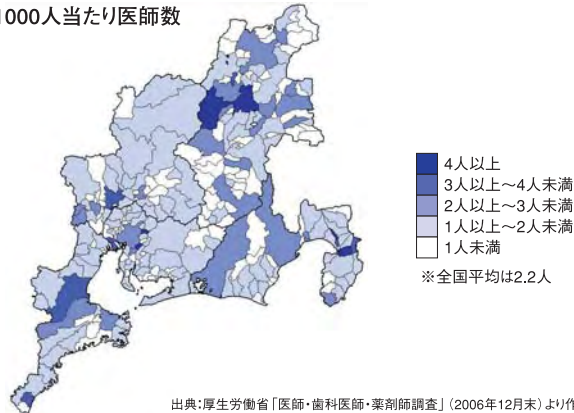 1000人当たり医師数
4人以上
3人以上～4人未満
2人以上～3人未満
1人以上～2人未満
1人未満
※全国平均は2.2人
出典:厚生労働省「医師・歯科医師・薬剤師調査」(2006年12月末)より作